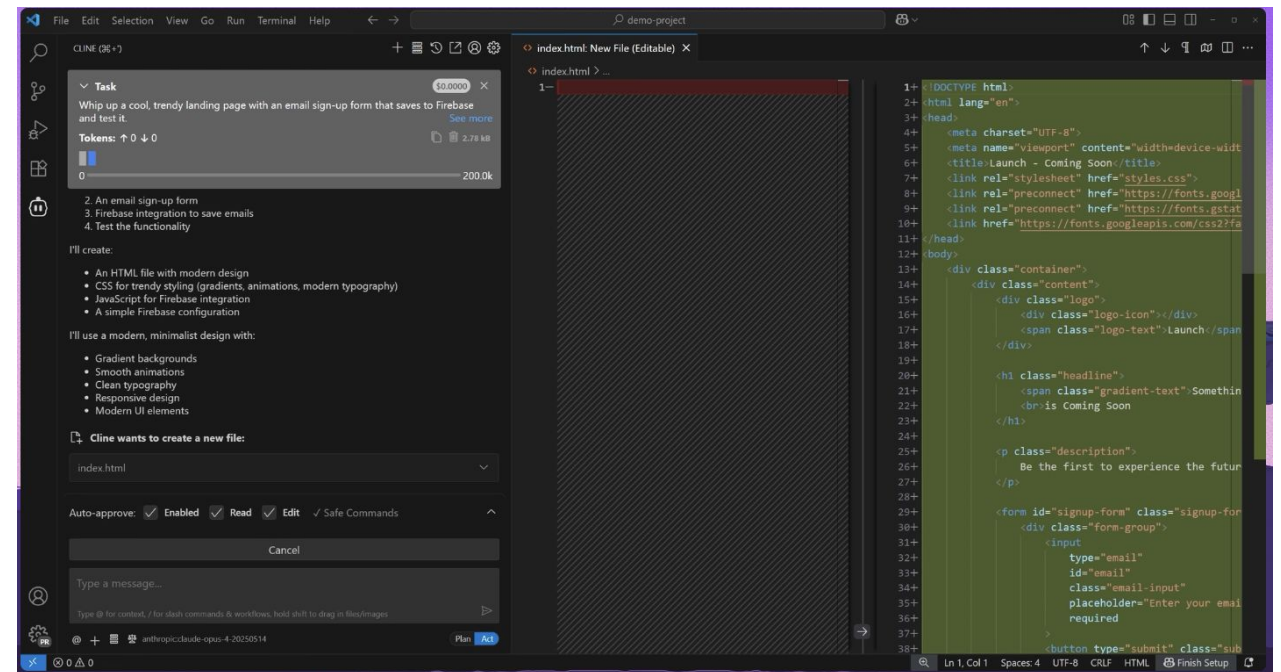 File Edit Selection View Go Run Terminal Help
demo-project
CLINE (⌘+')
Task
$0.0000
Whip up a cool, trendy landing page with an email sign-up form that saves to Firebase
and test it.
See more
Tokens: ↑ 0 ↓ 0
2.78 kB
0
200.0k
2. An email sign-up form
3. Firebase integration to save emails
4. Test the functionality
I'll create:
• An HTML file with modern design
• CSS for trendy styling (gradients, animations, modern typography)
• JavaScript for Firebase integration
• A simple Firebase configuration
I'll use a modern, minimalist design with:
• Gradient backgrounds
• Smooth animations
• Clean typography
• Responsive design
• Modern UI elements
Cline wants to create a new file:
index.html
Auto-approve: ✓ Enabled ✓ Read ✓ Edit ✓ Safe Commands
Cancel
Type a message...
Type @ for context, / for slash commands & workflows, hold shift to drag in files/images
@ + anthropic:claude-opus-4-20250514
Plan Act
PR
index.html: New File (Editable) ×
<> index.html > ...
1−
1+ <!DOCTYPE html>
2+ <html lang="en">
3+ <head>
4+ <meta charset="UTF-8">
5+ <meta name="viewport" content="width=device-widt
6+ <title>Launch - Coming Soon</title>
7+ <link rel="stylesheet" href="styles.css">
8+ <link rel="preconnect" href="https://fonts.googl
9+ <link rel="preconnect" href="https://fonts.gstat
10+ <link href="https://fonts.googleapis.com/css2?fa
11+ </head>
12+ <body>
13+ <div class="container">
14+ <div class="content">
15+ <div class="logo">
16+ <div class="logo-icon"></div>
17+ <span class="logo-text">Launch</span
18+ </div>
19+
20+ <h1 class="headline">
21+ <span class="gradient-text">Somethin
22+ <br>is Coming Soon
23+ </h1>
24+
25+ <p class="description">
26+ Be the first to experience the futur
27+ </p>
28+
29+ <form id="signup-form" class="signup-for
30+ <div class="form-group">
31+ <input
32+ type="email"
33+ id="email"
34+ class="email-input"
35+ placeholder="Enter your emai
36+ required
37+ >
38+ <button type="submit" class="sub
0 0
Ln 1, Col 1 Spaces: 4 UTF-8 CRLF HTML Finish Setup